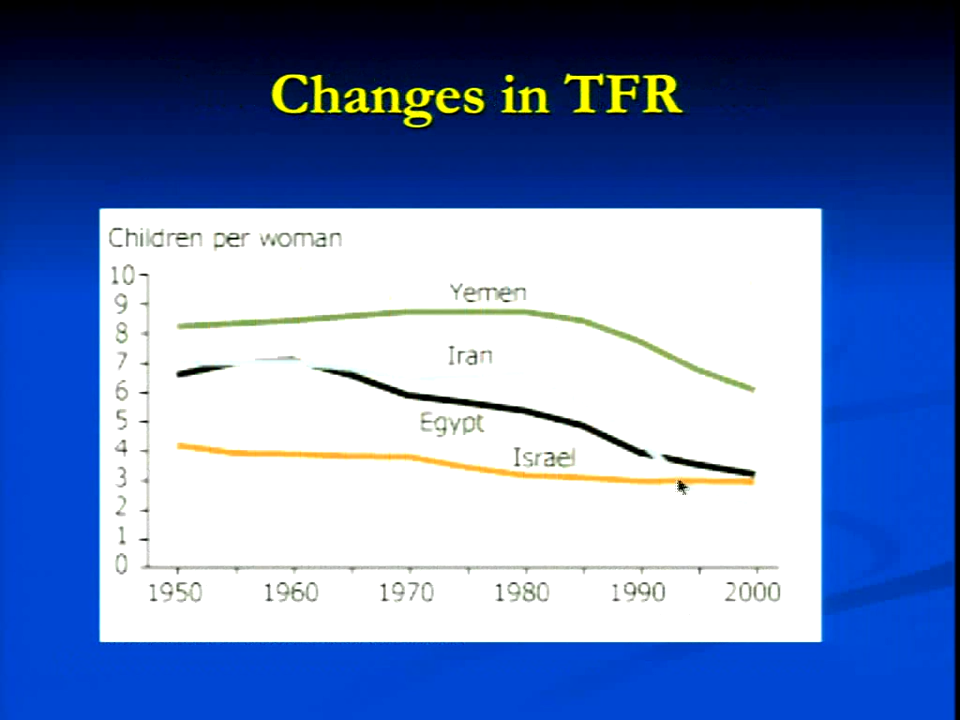 Changes in TFR
Children per woman
10
9
8
7
6
5
4
3
2
1
0
Yemen
Iran
Egypt
Israel
1950 1960 1970 1980 1990 2000